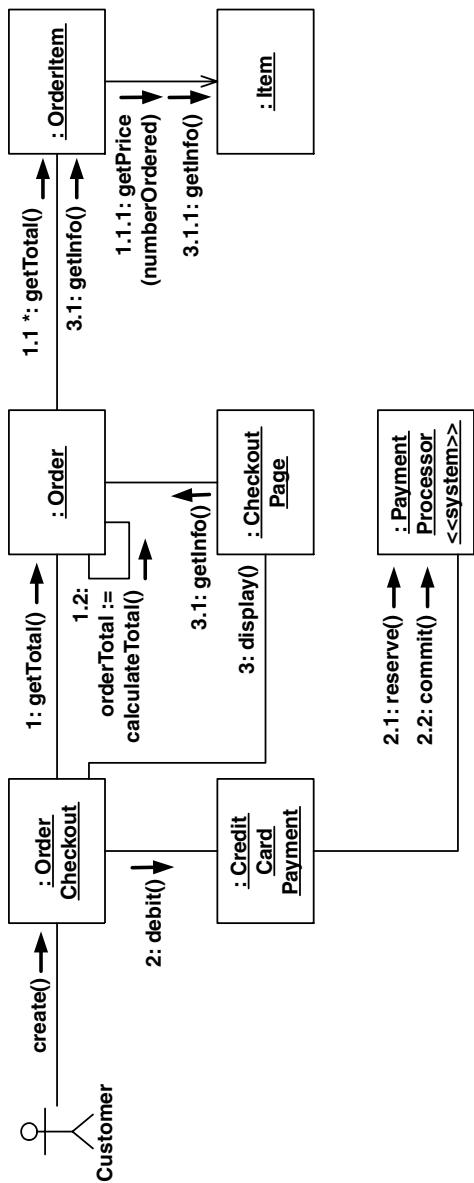 Customer
create()
: Order
Checkout
1: getTotal()
: Order
1.1 *: getTotal()
3.1: getInfo()
: OrderItem
1.2:
orderTotal :=
calculateTotal()
1.1.1: getPrice
(numberOrdered)
3.1.1: getInfo()
2: debit()
: Credit
Card
Payment
3: display()
3.1: getInfo()
: Checkout
Page
: Item
2.1: reserve()
2.2: commit()
: Payment
Processor
<<system>>